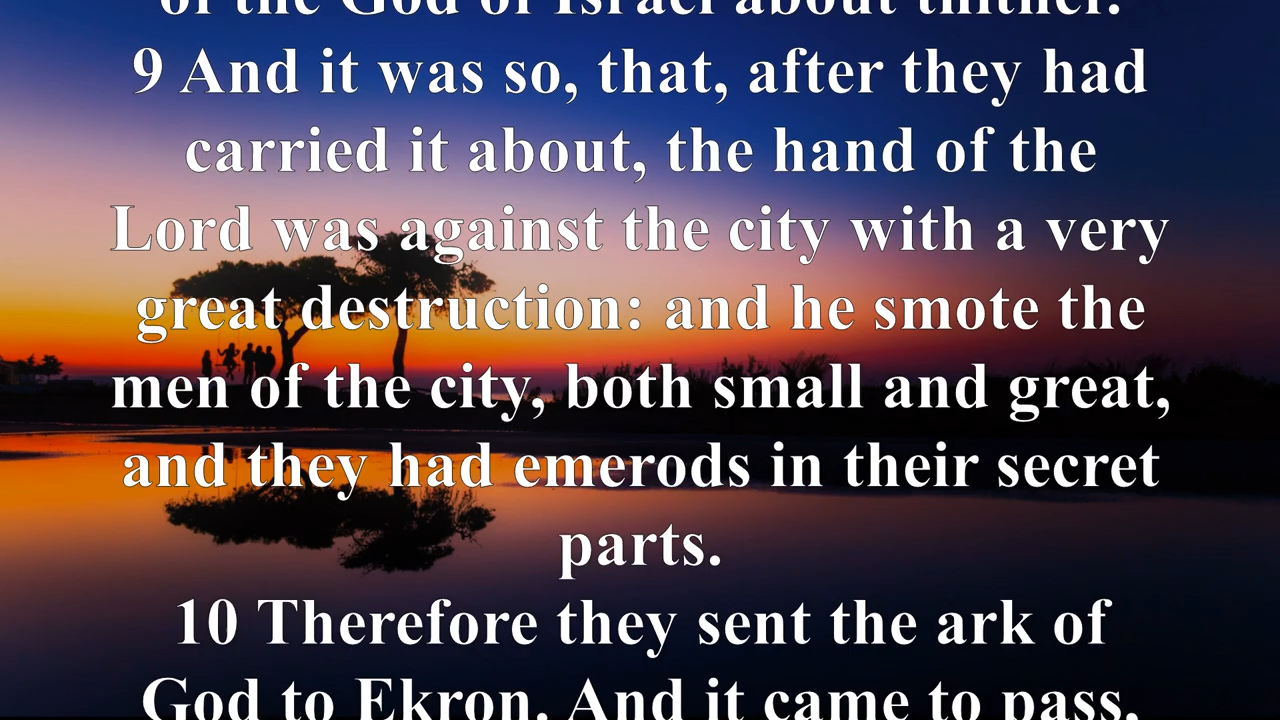 of the God of Israel about thither.
9 And it was so, that, after they had
carried it about, the hand of the
Lord was against the city with a very
great destruction: and he smote the
men of the city, both small and great,
and they had emerods in their secret
parts.
10 Therefore they sent the ark of
God to Ekron. And it came to pass,